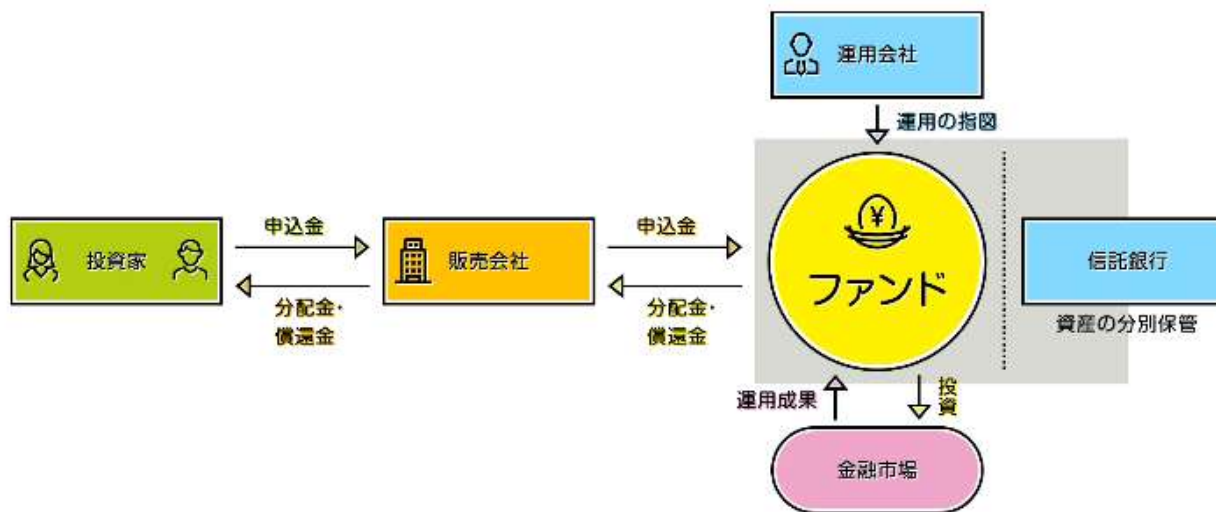 運用会社
運用の指図
申込金
申込金
投資家
販売会社
¥
ファンド
信託銀行
分配金・
償還金
分配金・
償還金
資産の分別保管
運用成果
投資
金融市場